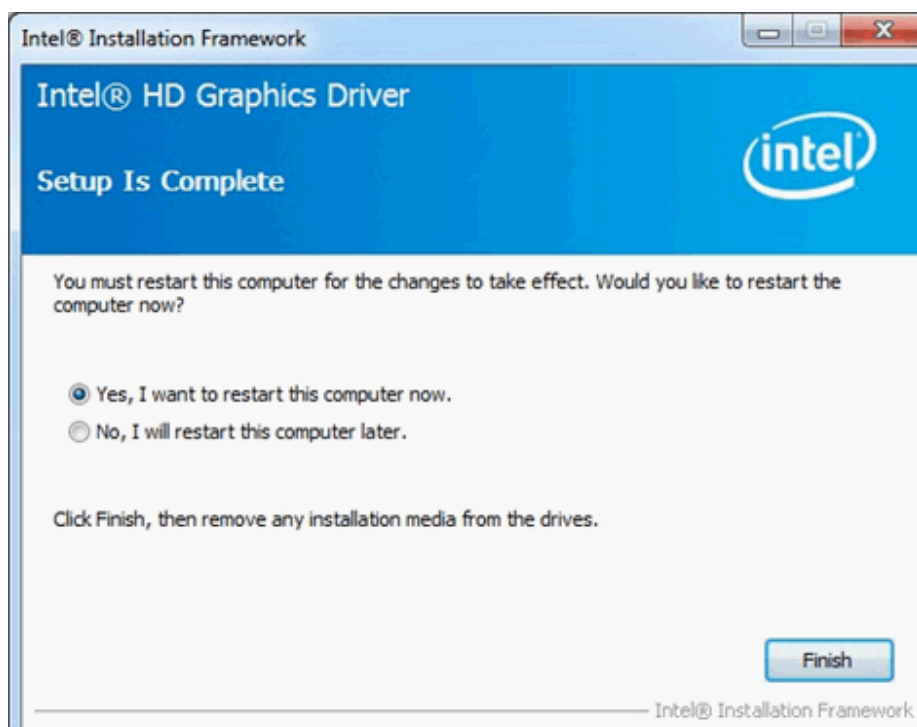 Intel® Installation Framework
Intel® HD Graphics Driver
intel
Setup Is Complete
You must restart this computer for the changes to take effect. Would you like to restart the
computer now?
Yes, I want to restart this computer now.
No, I will restart this computer later.
Click Finish, then remove any installation media from the drives.
Finish
Intel® Installation Framework